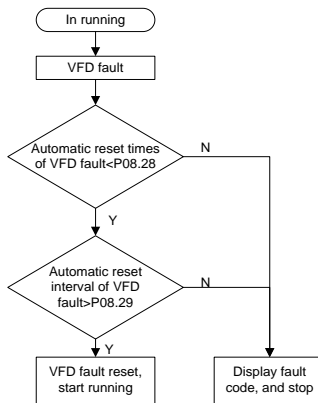 In running
VFD fault
Automatic reset times
of VFD fault<P08.28
N
Y
Automatic reset
interval of VFD
fault>P08.29
N
Y
VFD fault reset,
start running
Display fault
code, and stop